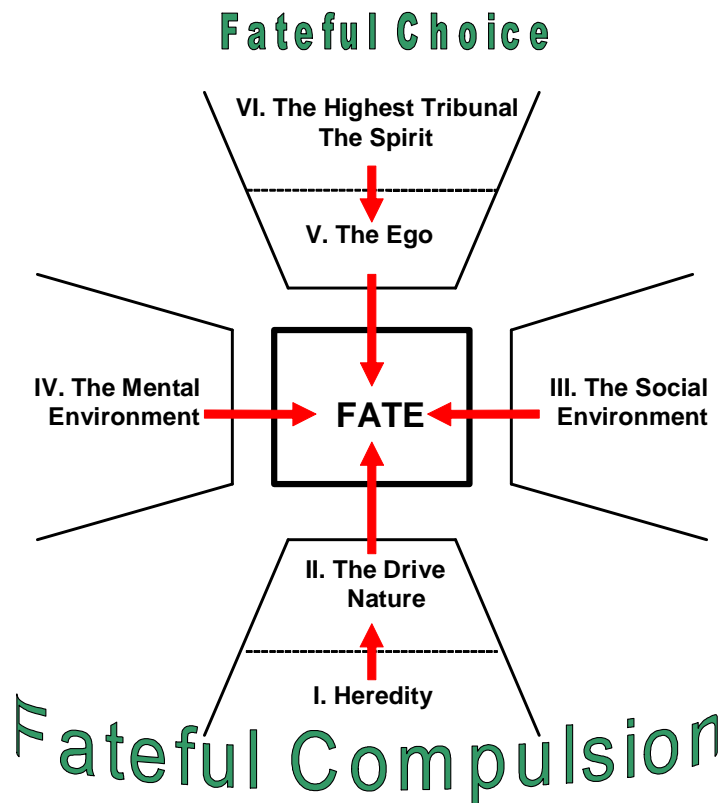 Fateful Choice
VI. The Highest Tribunal
The Spirit
V. The Ego
IV. The Mental
Environment
FATE
III. The Social
Environment
II. The Drive
Nature
I. Heredity
Fateful Compulsion